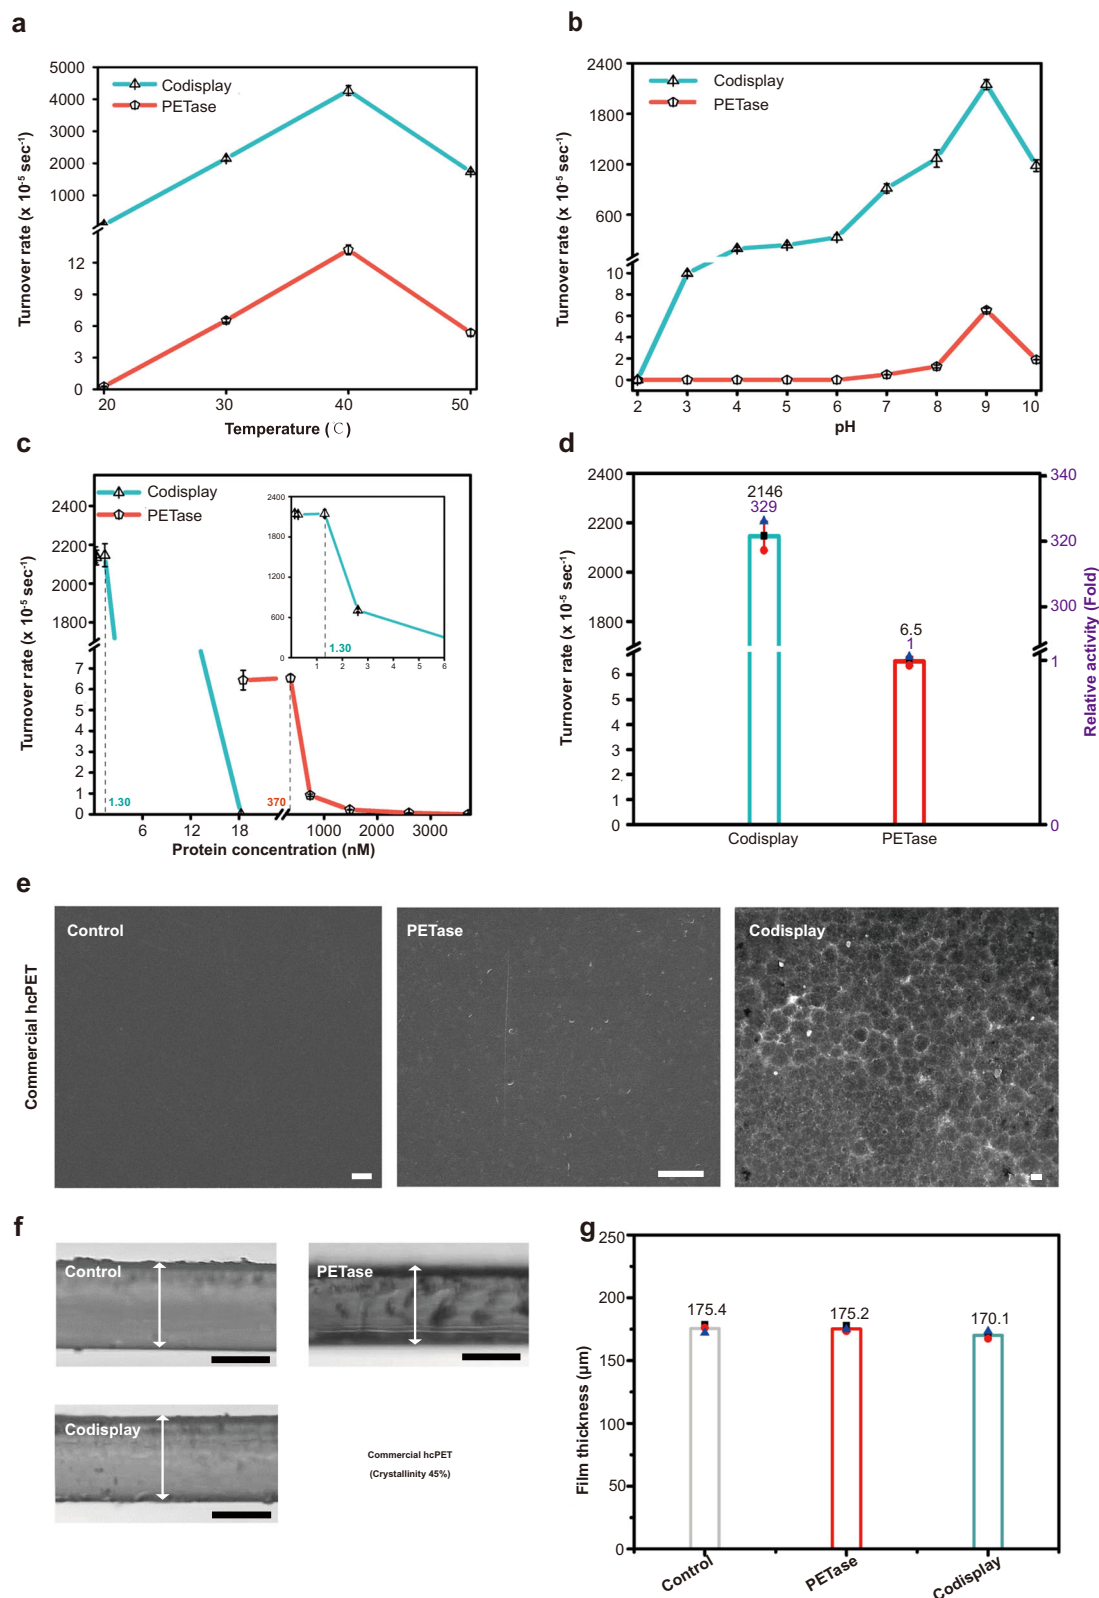 a
5000
4000
3000
2000
1000
12
9
6
3
0
Codisplay
PETase
Turnover rate (x 10⁻⁵ sec⁻¹)
20 30 40 50
Temperature (℃)
b
2400
1800
1200
600
10
8
6
4
2
0
Codisplay
PETase
Turnover rate (x 10⁻⁵ sec⁻¹)
2 3 4 5 6 7 8 9 10
pH
c
2400
2200
2000
1800
7
6
5
4
3
2
1
0
Codisplay
PETase
Turnover rate (x 10⁻⁵ sec⁻¹)
2400
1800
1200
600
0
1 2 3 4 5 6
1.30
1.30
370
6 12 18 1000 2000 3000
Protein concentration (nM)
d
2400
2200
2000
1800
6
5
4
3
2
1
0
Turnover rate (x 10⁻⁵ sec⁻¹)
2146
329
6.5
1
340
320
300
1
0
Relative activity (Fold)
Codisplay PETase
e
Commercial hcPET
Control
PETase
Codisplay
f
Control
PETase
Codisplay
Commercial hcPET
(Crystallinity 45%)
g
250
200
150
100
50
0
Film thickness (μm)
175.4
175.2
170.1
Control
PETase
Codisplay